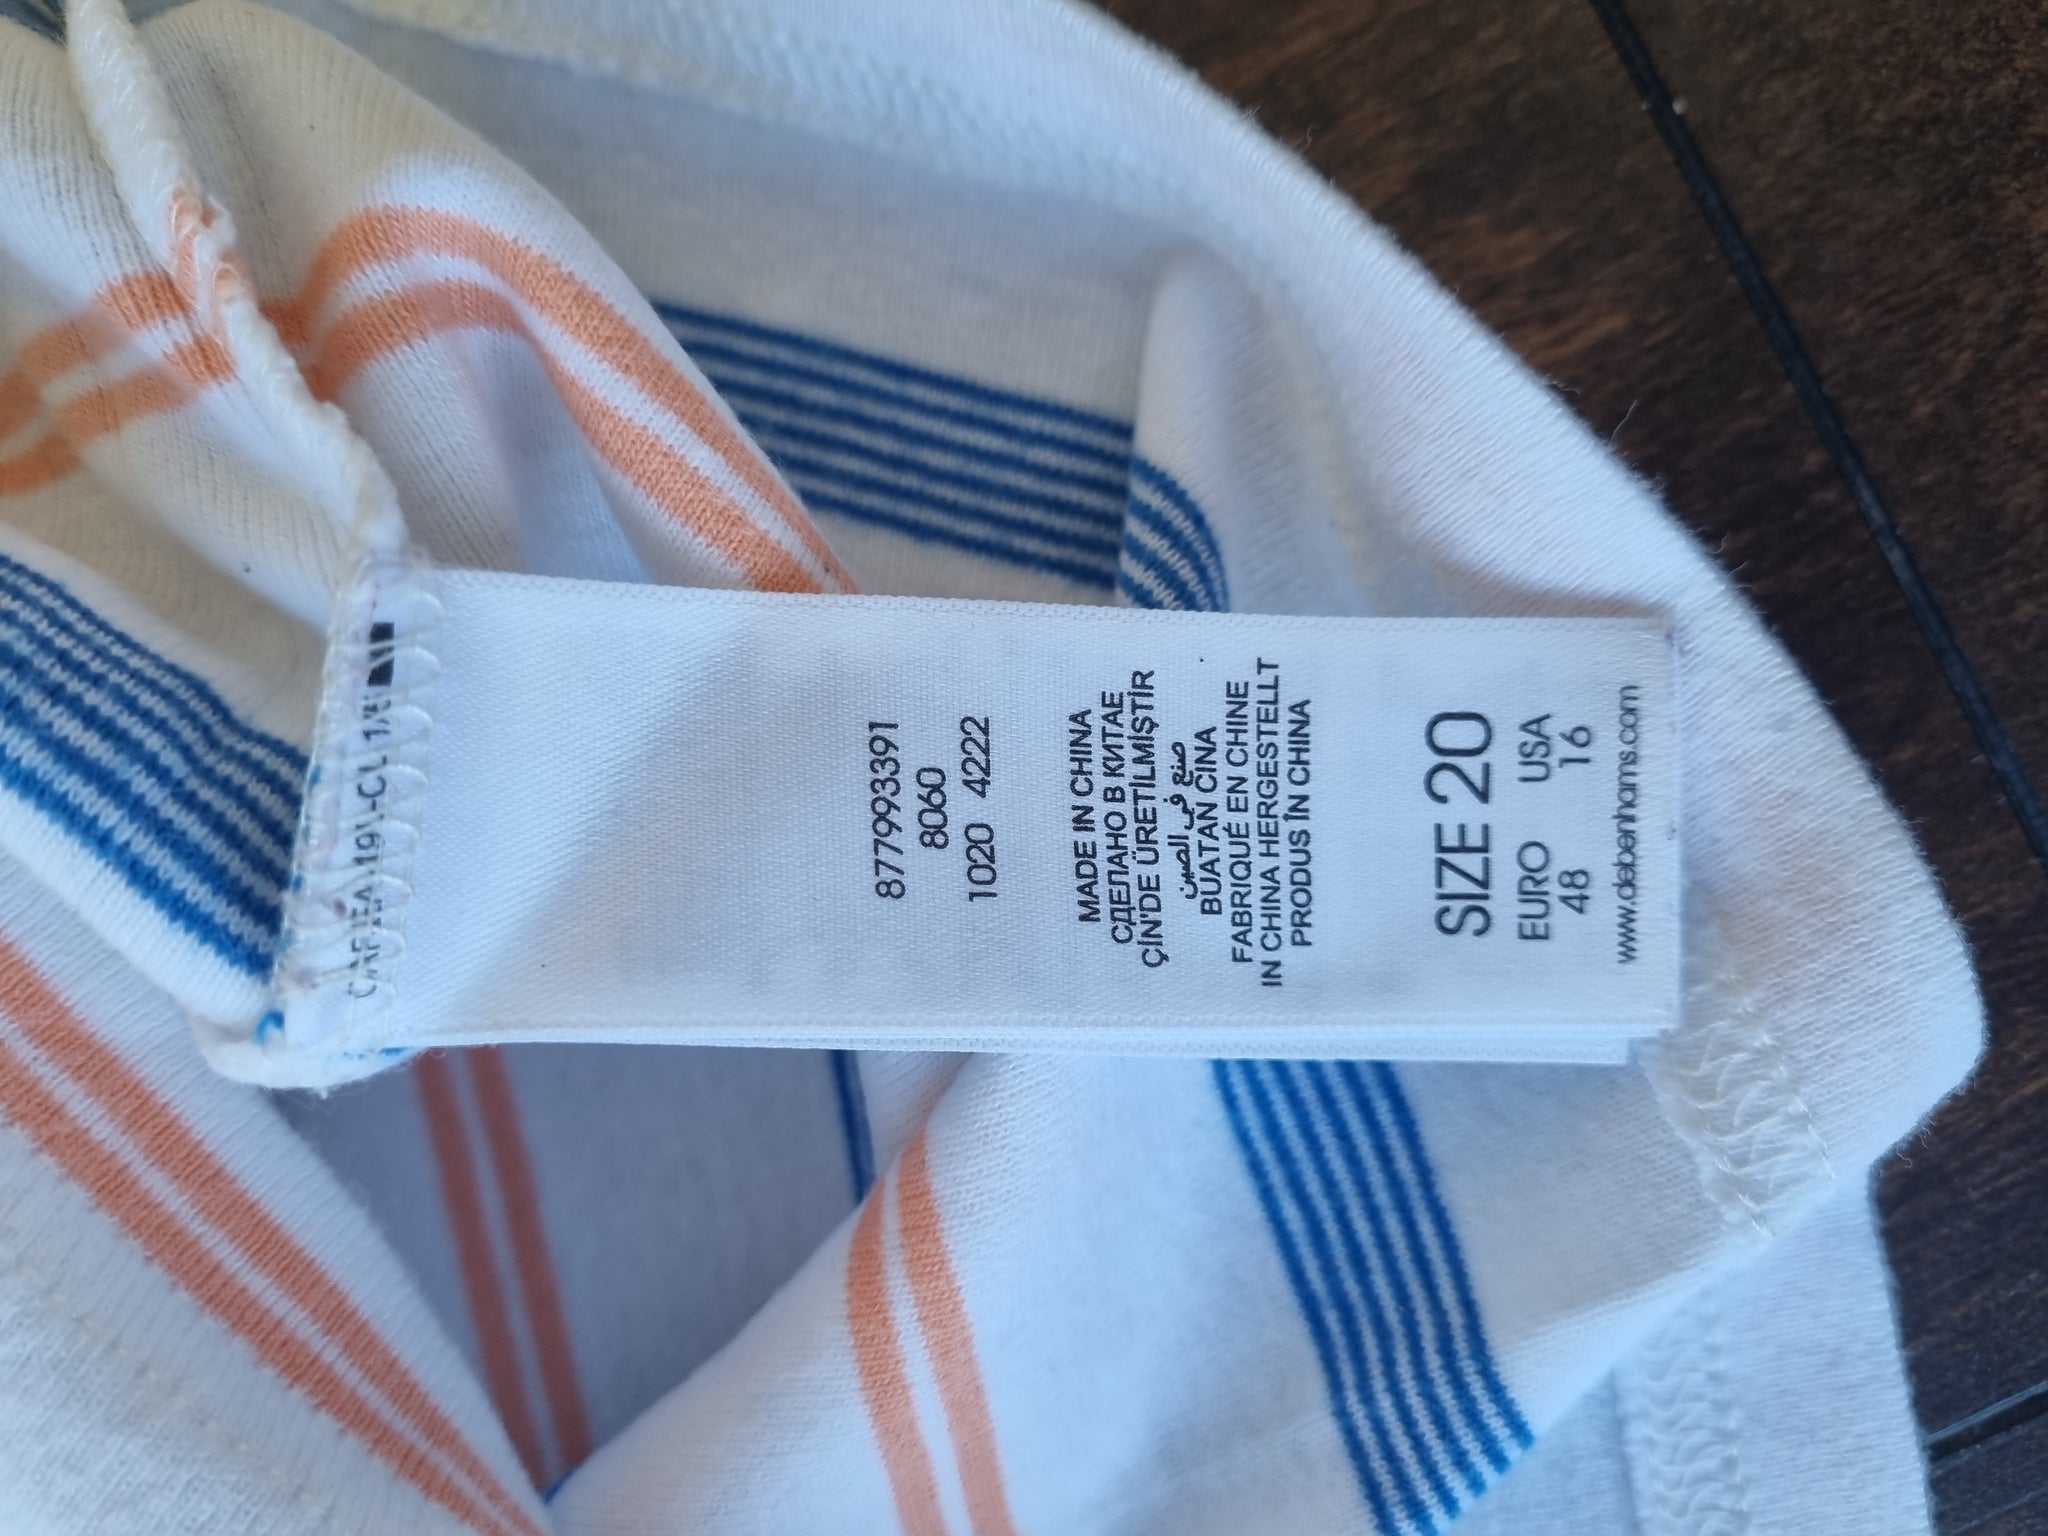 8779933391
8060
1020 4222
MADE IN CHINA
СДЕЛАНО В КИТАЕ
ÇİN'DE ÜRETİLMİŞTİR
صنع في الصين
BUATAN CINA
FABRIQUÉ EN CHINE
IN CHINA HERGESTELLT
PRODUS ÎN CHINA
SIZE 20
EURO USA
48 16
www.debenhams.com